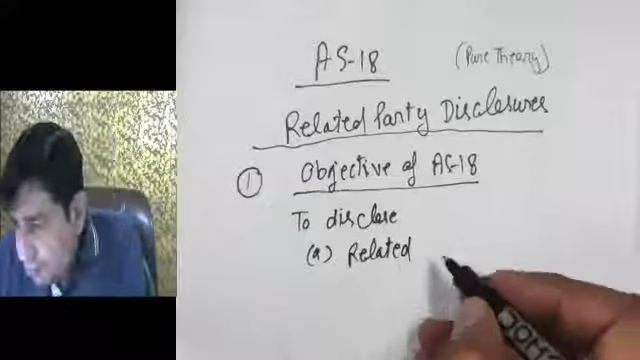 AS-18
(Pure Theory)
Related Party Disclosures
① Objective of AS-18
To disclose
(a) Related